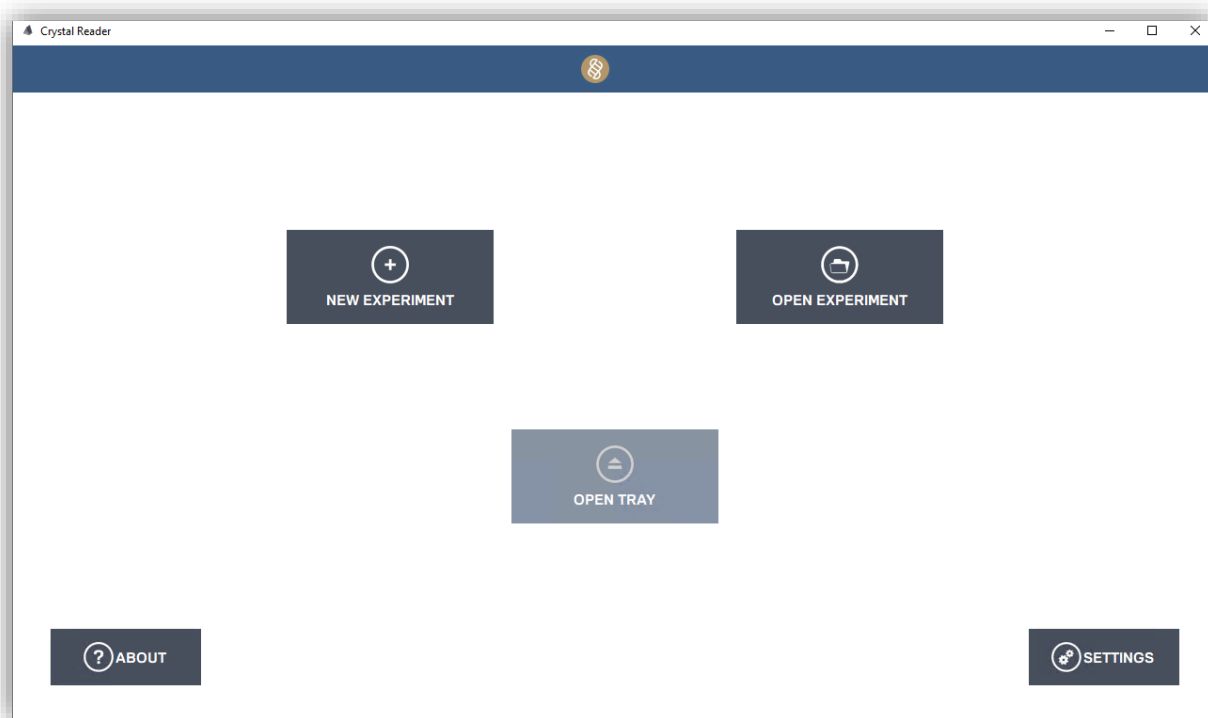 Crystal Reader
NEW EXPERIMENT
OPEN EXPERIMENT
OPEN TRAY
ABOUT
SETTINGS